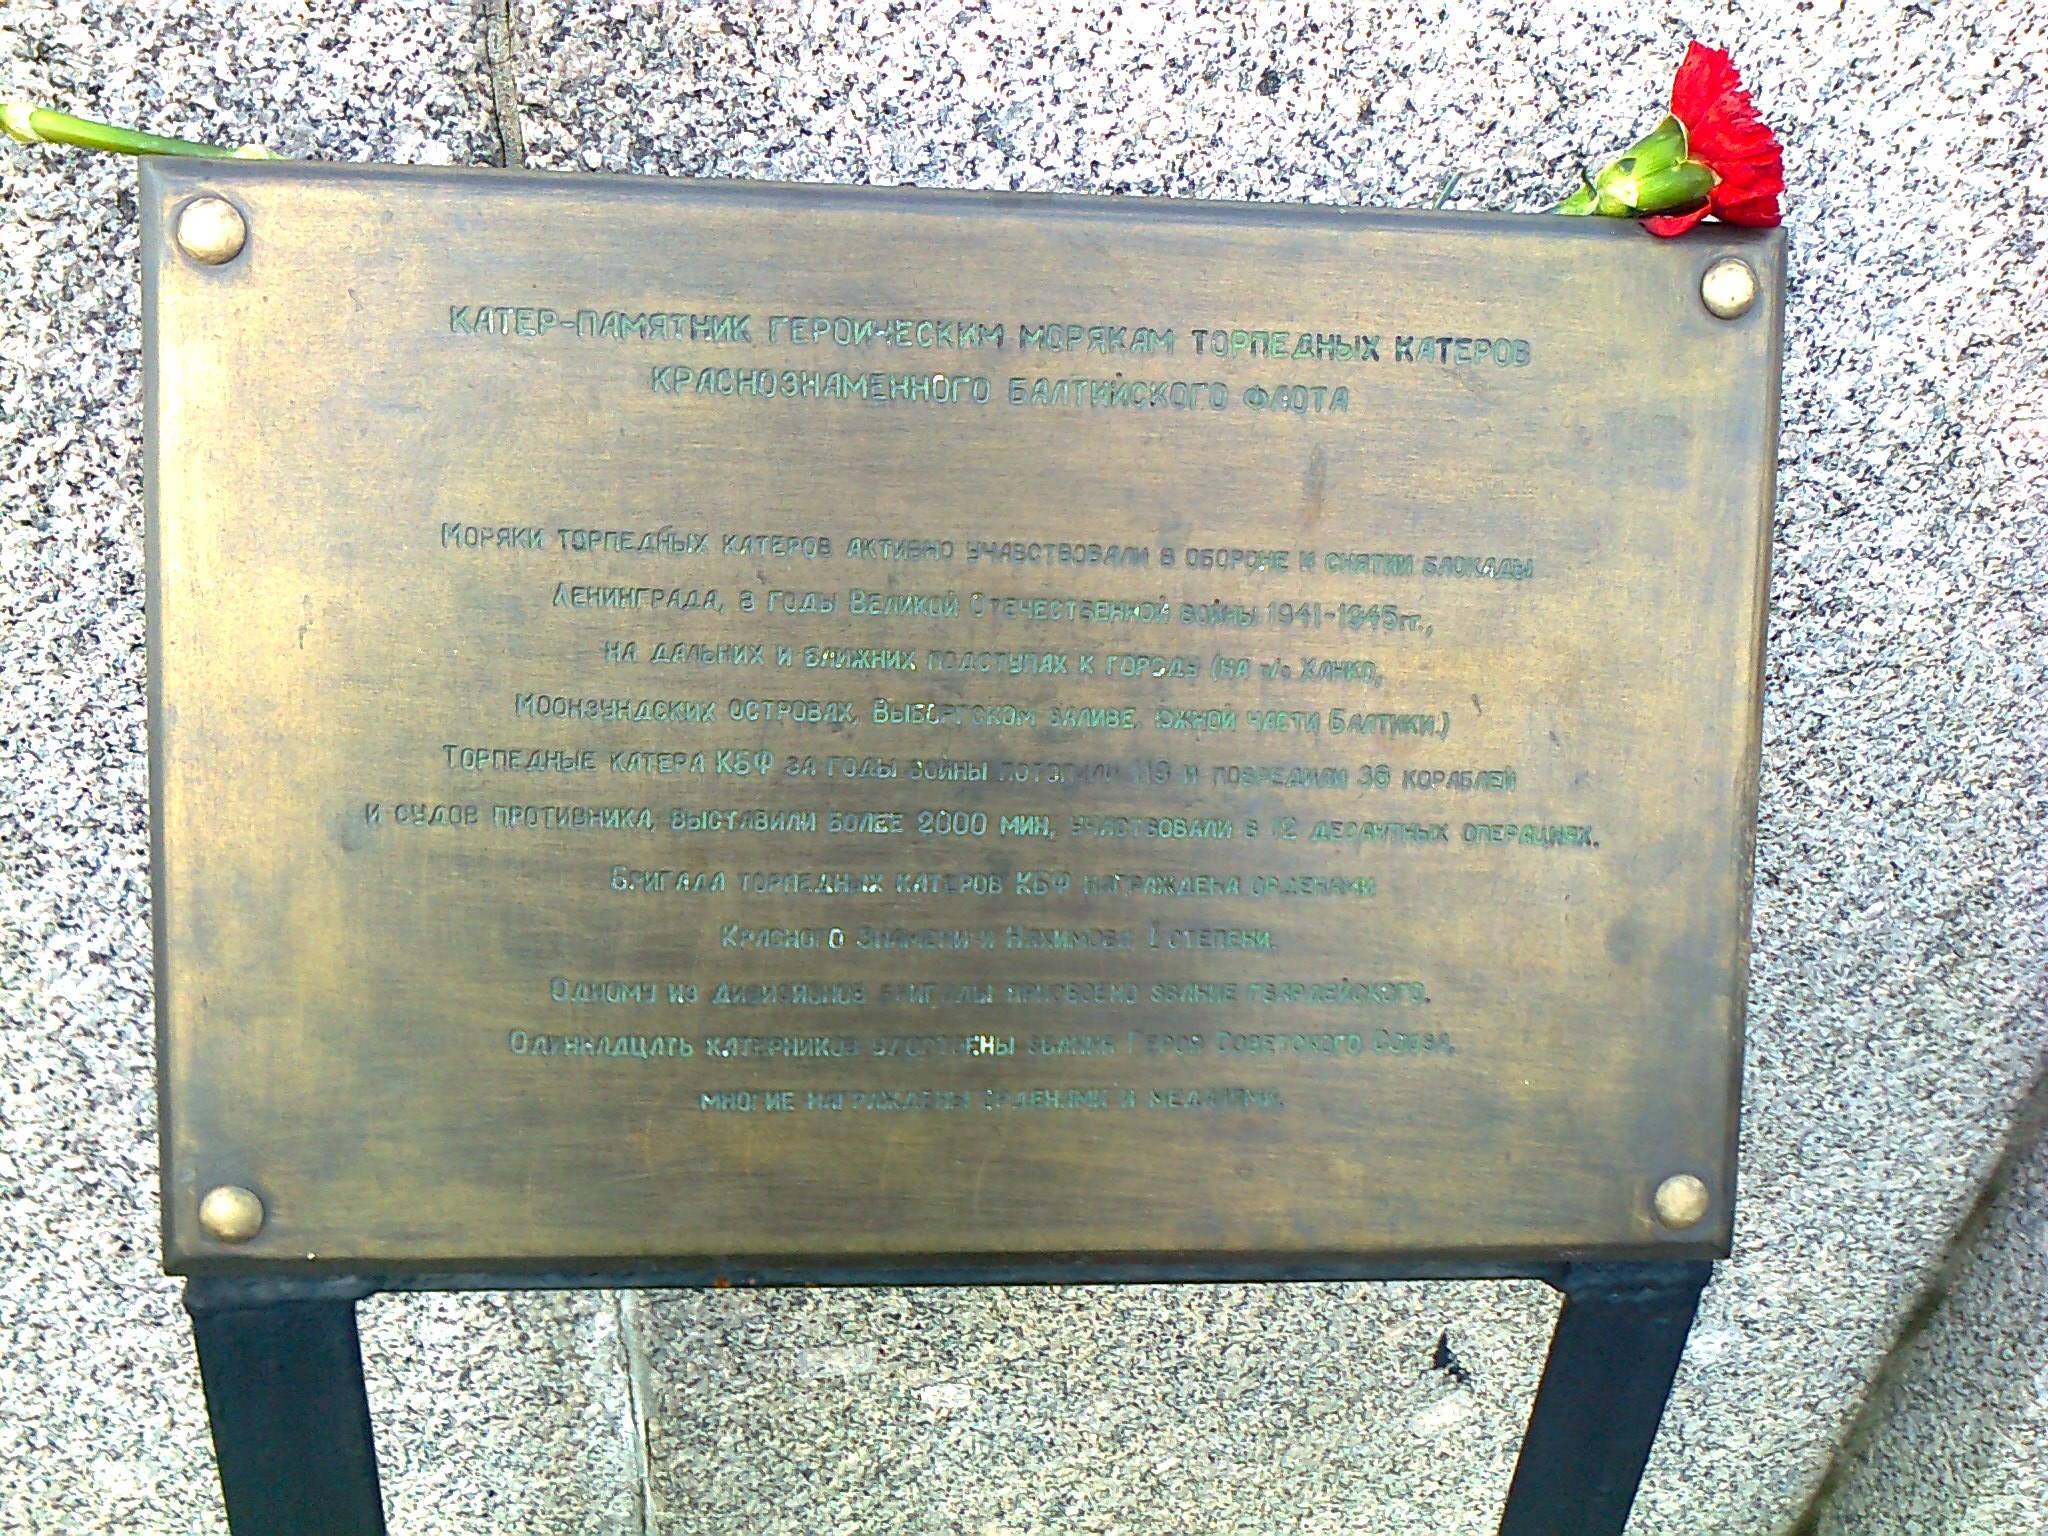 КАТЕР-ПАМЯТНИК ГЕРОИЧЕСКИМ МОРЯКАМ ТОРПЕДНЫХ КАТЕРОВ
КРАСНОЗНАМЕННОГО БАЛТИЙСКОГО ФЛОТА
МОРЯКИ ТОРПЕДНЫХ КАТЕРОВ АКТИВНО УЧАВСТВОВАЛИ В ОБОРОНЕ И СНЯТИИ БЛОКАДЫ
ЛЕНИНГРАДА, В ГОДЫ ВЕЛИКОЙ ОТЕЧЕСТВЕННОЙ ВОЙНЫ 1941-1945гг.,
НА ДАЛЬНИХ И БЛИЖНИХ ПОДСТУПАХ К ГОРОДУ (НА п/о ХАНКО,
МООНЗУНДСКИХ ОСТРОВАХ, ВЫБОРГСКОМ ЗАЛИВЕ, ЮЖНОЙ ЧАСТИ БАЛТИКИ.)
ТОРПЕДНЫЕ КАТЕРА КБФ ЗА ГОДЫ ВОЙНЫ ПОТОПИЛИ 119 И ПОВРЕДИЛИ 36 КОРАБЛЕЙ
И СУДОВ ПРОТИВНИКА, ВЫСТАВИЛИ БОЛЕЕ 2000 МИН, УЧАСТВОВАЛИ В 12 ДЕСАНТНЫХ ОПЕРАЦИЯХ.
БРИГАДА ТОРПЕДНЫХ КАТЕРОВ КБФ НАГРАЖДЕНА ОРДЕНАМИ
КРАСНОГО ЗНАМЕНИ И НАХИМОВА I СТЕПЕНИ.
ОДНОМУ ИЗ ДИВИЗИОНОВ БРИГАДЫ ПРИСВОЕНО ЗВАНИЕ ГВАРДЕЙСКОГО.
ОДИННАДЦАТЬ КАТЕРНИКОВ УДОСТОЕНЫ ЗВАНИЯ ГЕРОЯ СОВЕТСКОГО СОЮЗА,
МНОГИЕ НАГРАЖДЕНЫ ОРДЕНАМИ И МЕДАЛЯМИ.